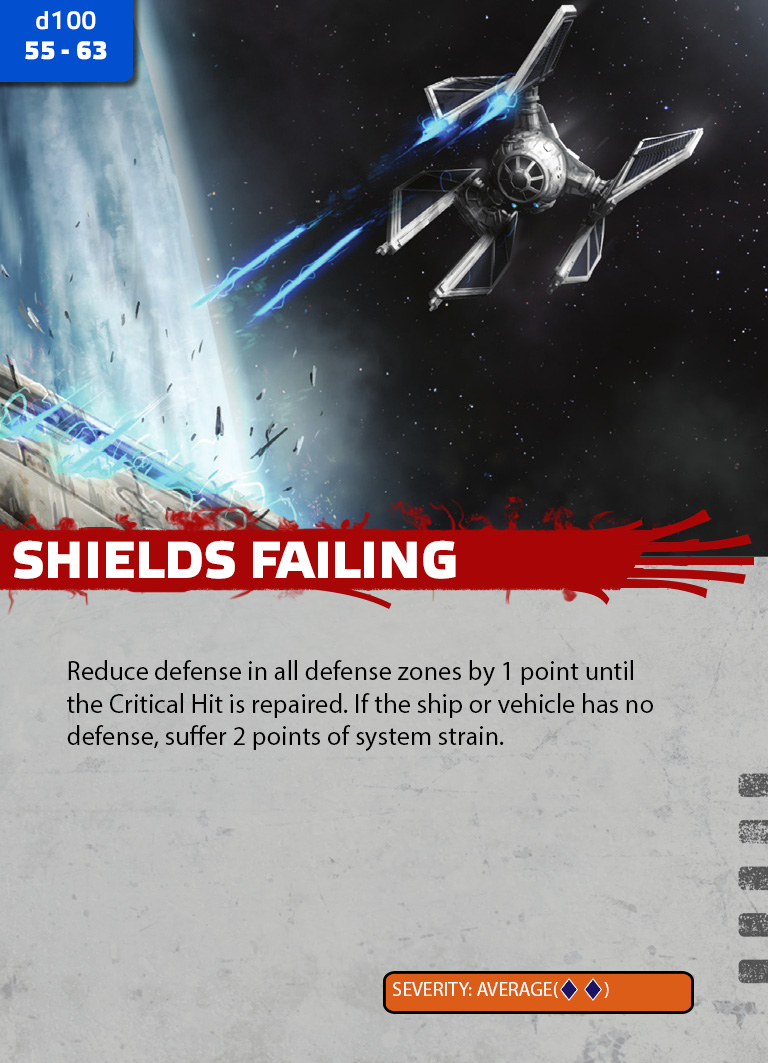 d100
55 - 63
SHIELDS FAILING
Reduce defense in all defense zones by 1 point until
the Critical Hit is repaired. If the ship or vehicle has no
defense, suffer 2 points of system strain.
SEVERITY: AVERAGE(♦ ♦)